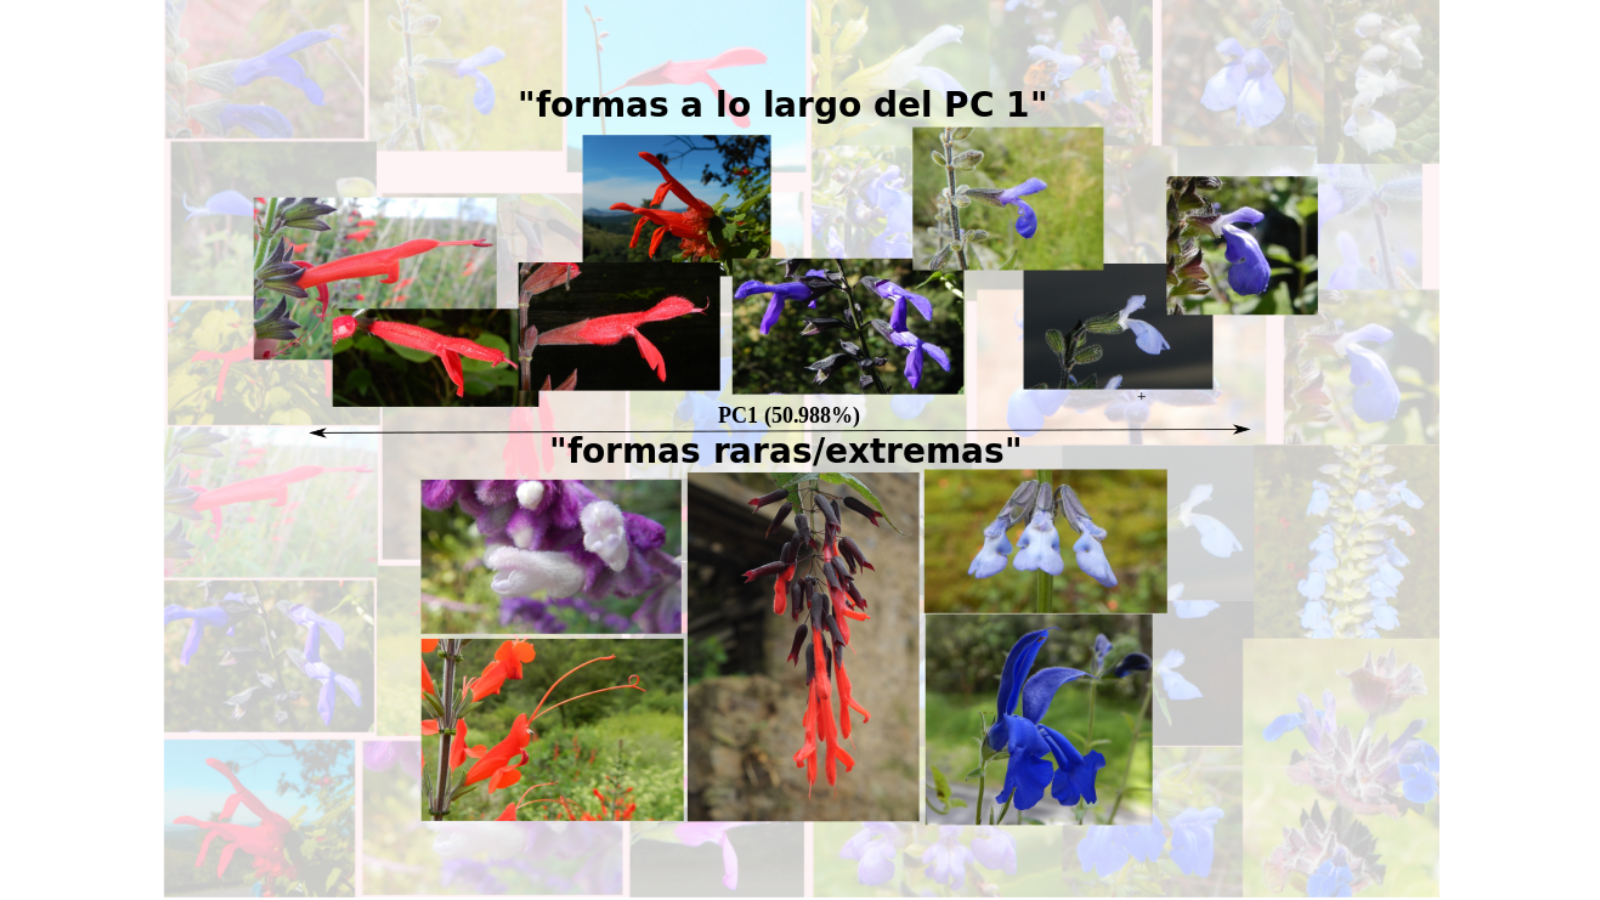 "formas a lo largo del PC 1"
+
PC1 (50.988%)
"formas raras/extremas"